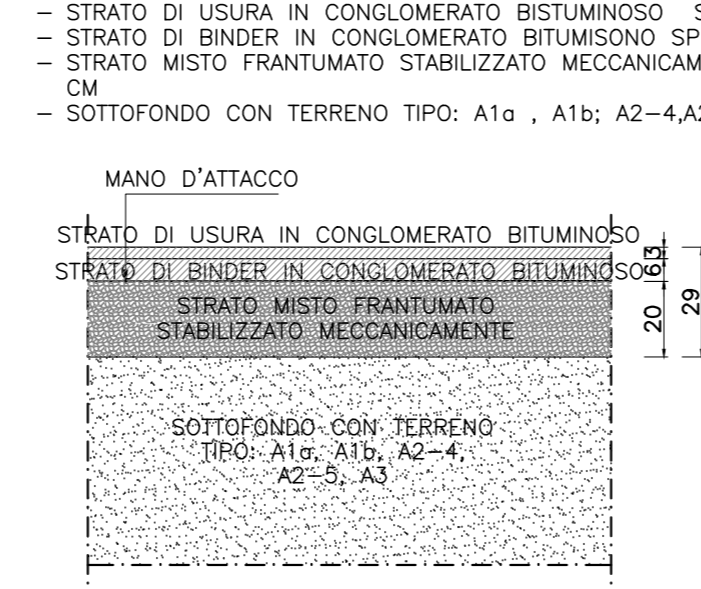 – STRATO DI USURA IN CONGLOMERATO BISTUMINOSO S
– STRATO DI BINDER IN CONGLOMERATO BITUMISONO SP
– STRATO MISTO FRANTUMATO STABILIZZATO MECCANICAM
CM
– SOTTOFONDO CON TERRENO TIPO: A1a , A1b; A2–4,A2
MANO D'ATTACCO
STRATO DI USURA IN CONGLOMERATO BITUMINOSO
3
STRATO DI BINDER IN CONGLOMERATO BITUMINOSO
6
STRATO MISTO FRANTUMATO
STABILIZZATO MECCANICAMENTE
20
29
SOTTOFONDO CON TERRENO
TIPO: A1a, A1b, A2–4,
A2–5, A3